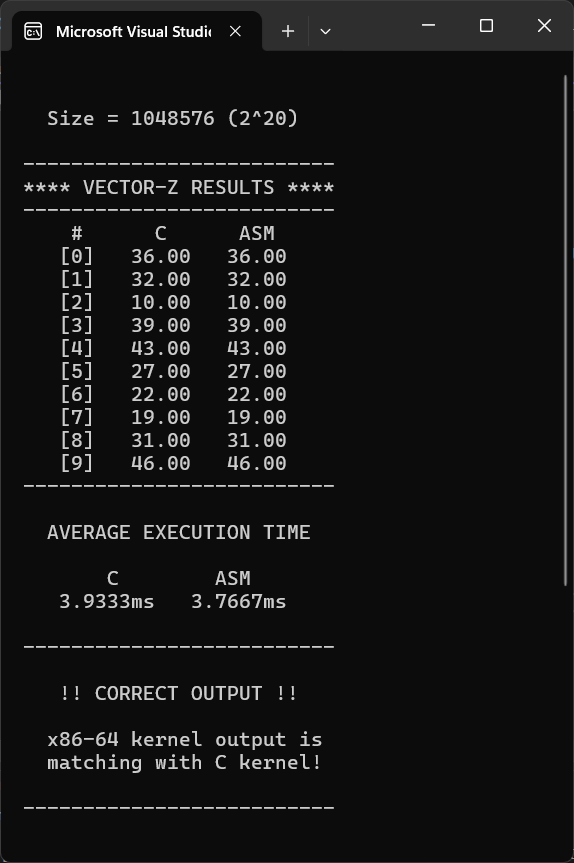 Microsoft Visual Studi
Size = 1048576 (2^20)
--------------------------
**** VECTOR-Z RESULTS ****
--------------------------
# C ASM
[0] 36.00 36.00
[1] 32.00 32.00
[2] 10.00 10.00
[3] 39.00 39.00
[4] 43.00 43.00
[5] 27.00 27.00
[6] 22.00 22.00
[7] 19.00 19.00
[8] 31.00 31.00
[9] 46.00 46.00
--------------------------
AVERAGE EXECUTION TIME
C ASM
3.9333ms 3.7667ms
--------------------------
!! CORRECT OUTPUT !!
x86-64 kernel output is
matching with C kernel!
--------------------------